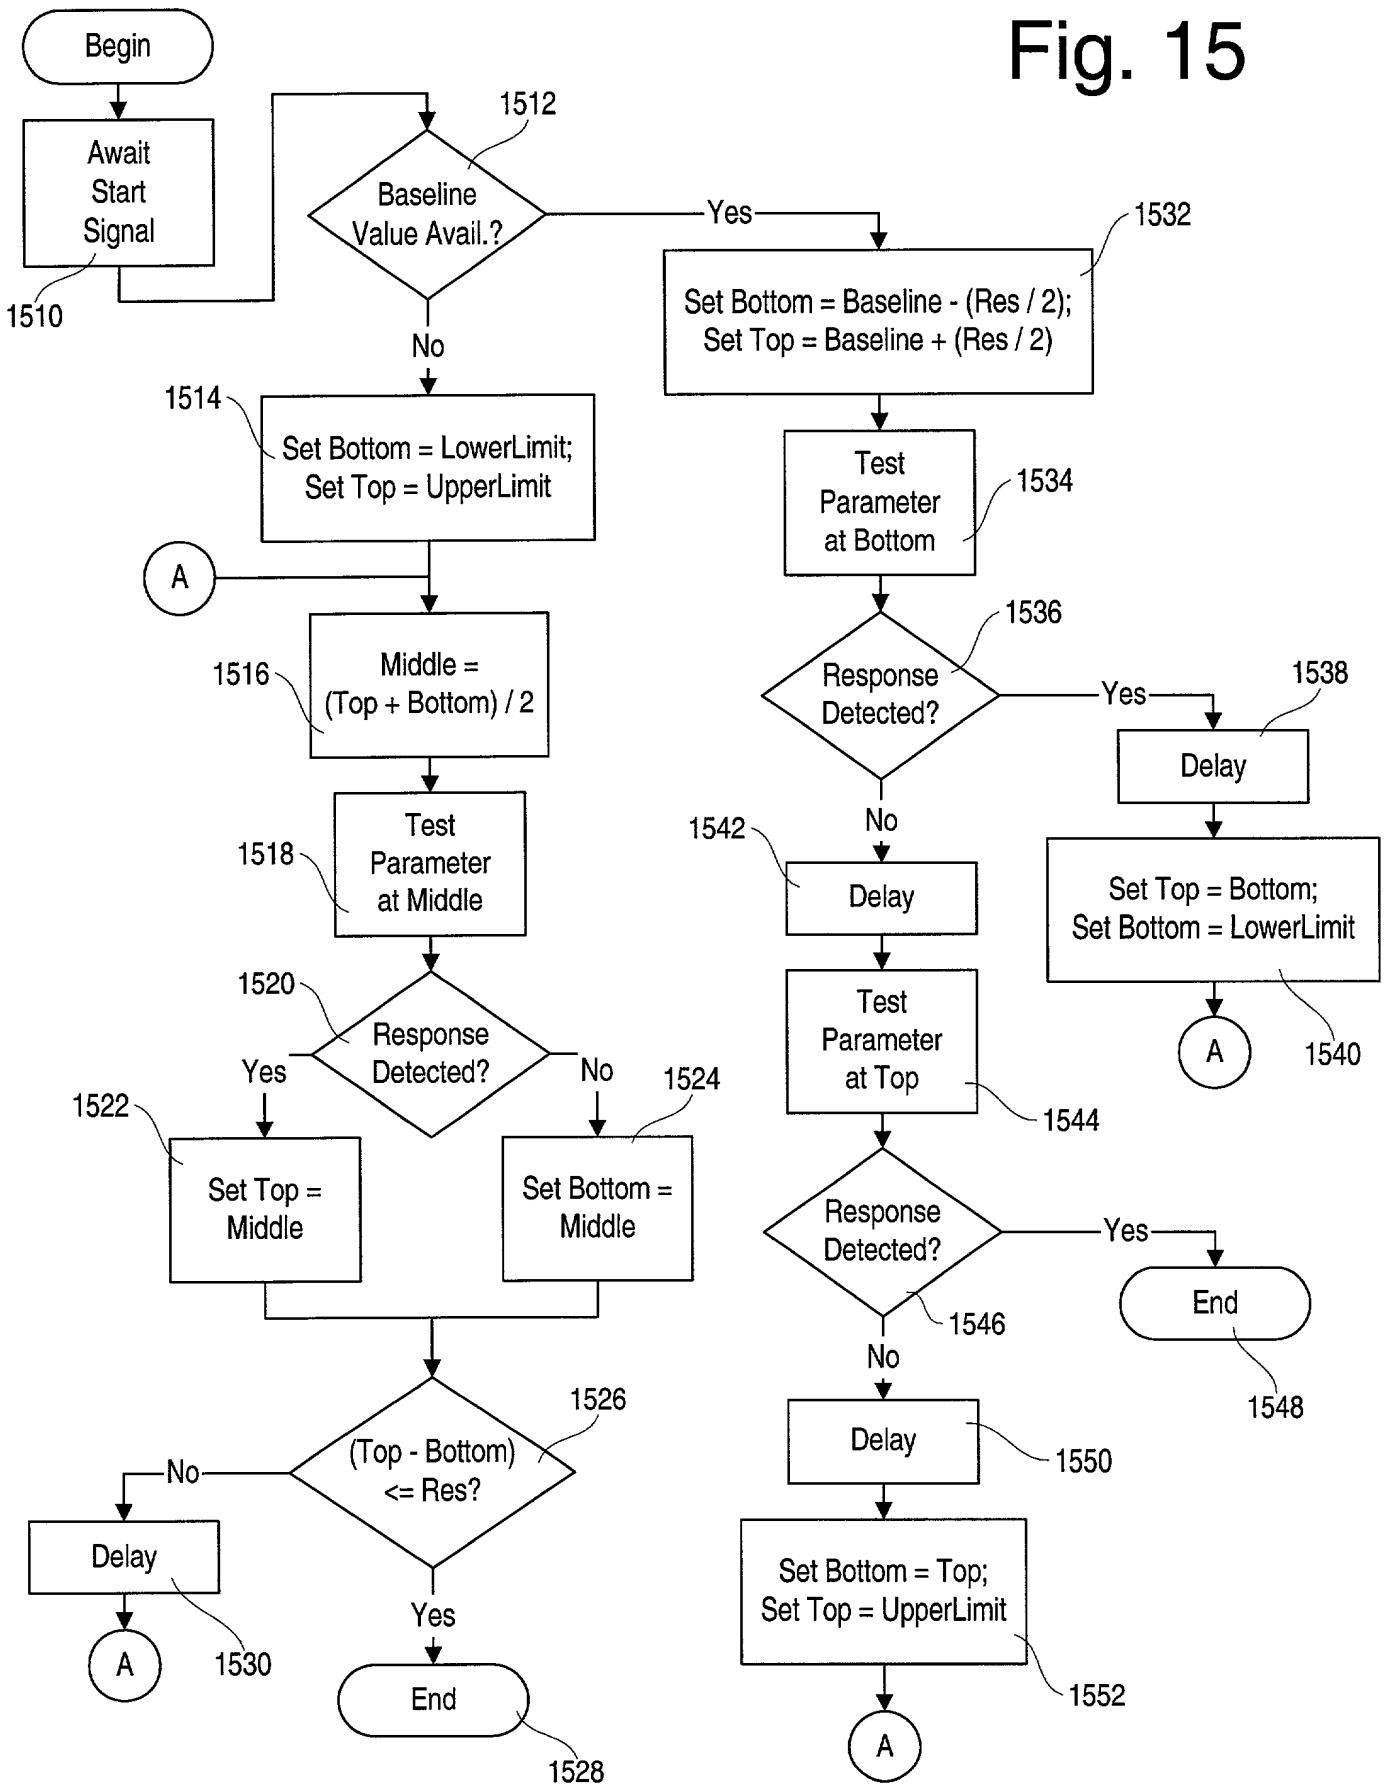 Fig. 15
Begin
Await
Start
Signal
1510
1512
Baseline
Value Avail.?
Yes
No
1514
Set Bottom = LowerLimit;
Set Top = UpperLimit
A
1516
Middle =
(Top + Bottom) / 2
1518
Test
Parameter
at Middle
1520
Response
Detected?
Yes
No
1522
Set Top =
Middle
1524
Set Bottom =
Middle
1526
(Top - Bottom)
<= Res?
No
Delay
1530
A
Yes
End
1528
1532
Set Bottom = Baseline - (Res / 2);
Set Top = Baseline + (Res / 2)
Test
Parameter
at Bottom
1534
1536
Response
Detected?
Yes
1538
Delay
Set Top = Bottom;
Set Bottom = LowerLimit
1540
A
No
1542
Delay
Test
Parameter
at Top
1544
Response
Detected?
1546
Yes
End
1548
No
Delay
1550
Set Bottom = Top;
Set Top = UpperLimit
1552
A